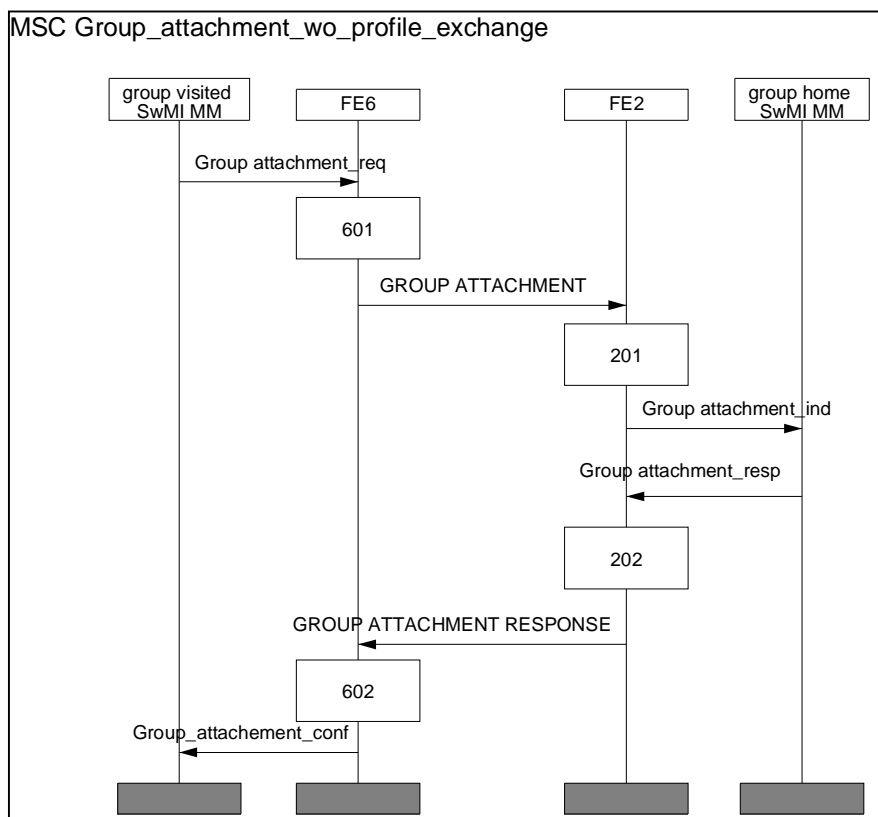 MSC Group_attachment_wo_profile_exchange
group visited
SwMI MM
FE6
FE2
group home
SwMI MM
Group attachment_req
601
GROUP ATTACHMENT
201
Group attachment_ind
Group attachment_resp
202
GROUP ATTACHMENT RESPONSE
602
Group_attachement_conf